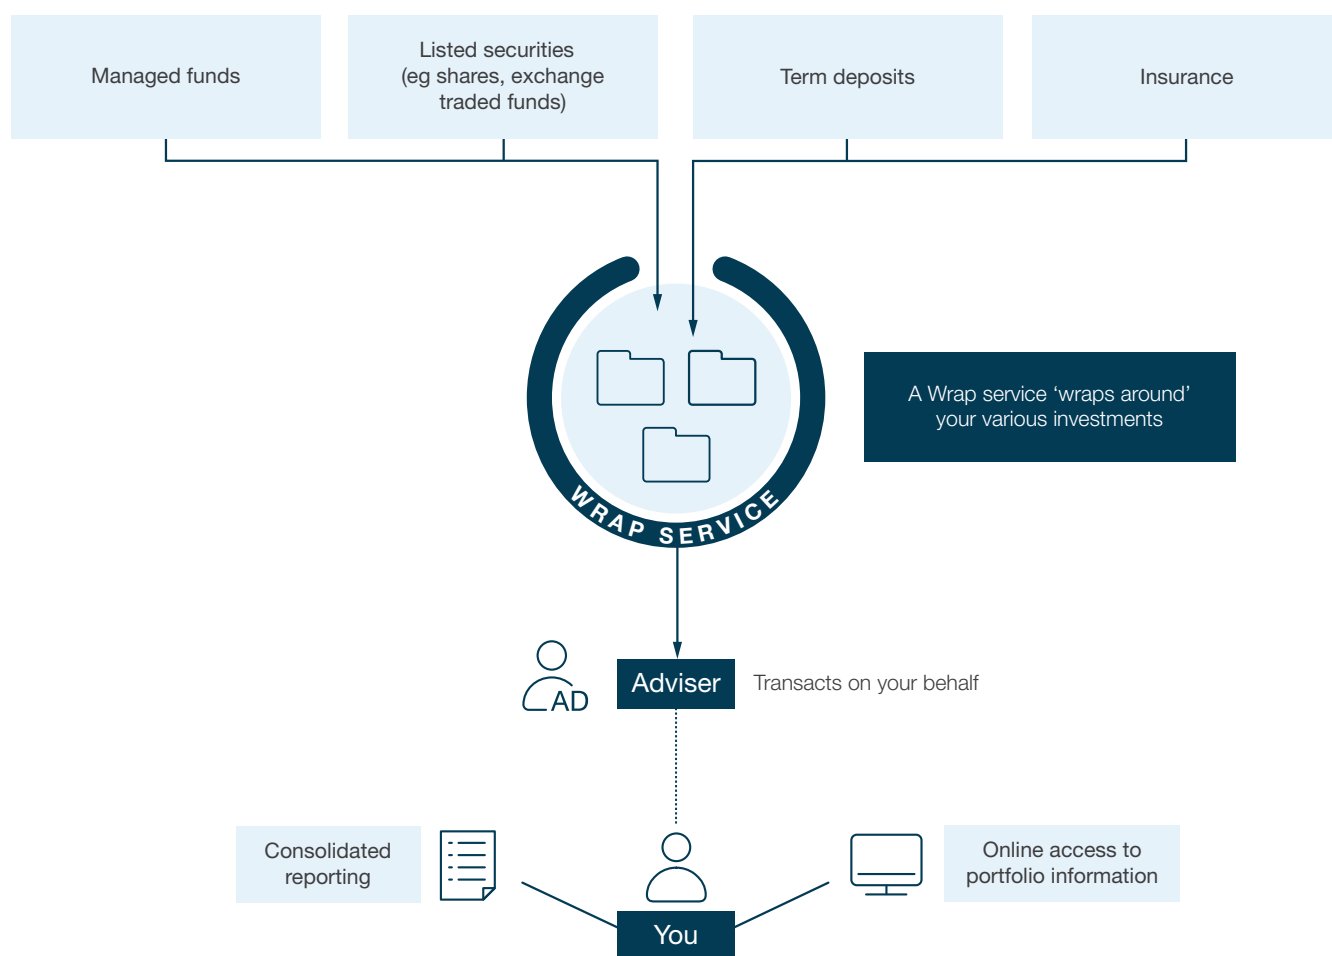 Managed funds
Listed securities
(eg shares, exchange
traded funds)
Term deposits
Insurance
A Wrap service ‘wraps around’
your various investments
WRAP SERVICE
AD
Adviser
Transacts on your behalf
Consolidated
reporting
Online access to
portfolio information
You